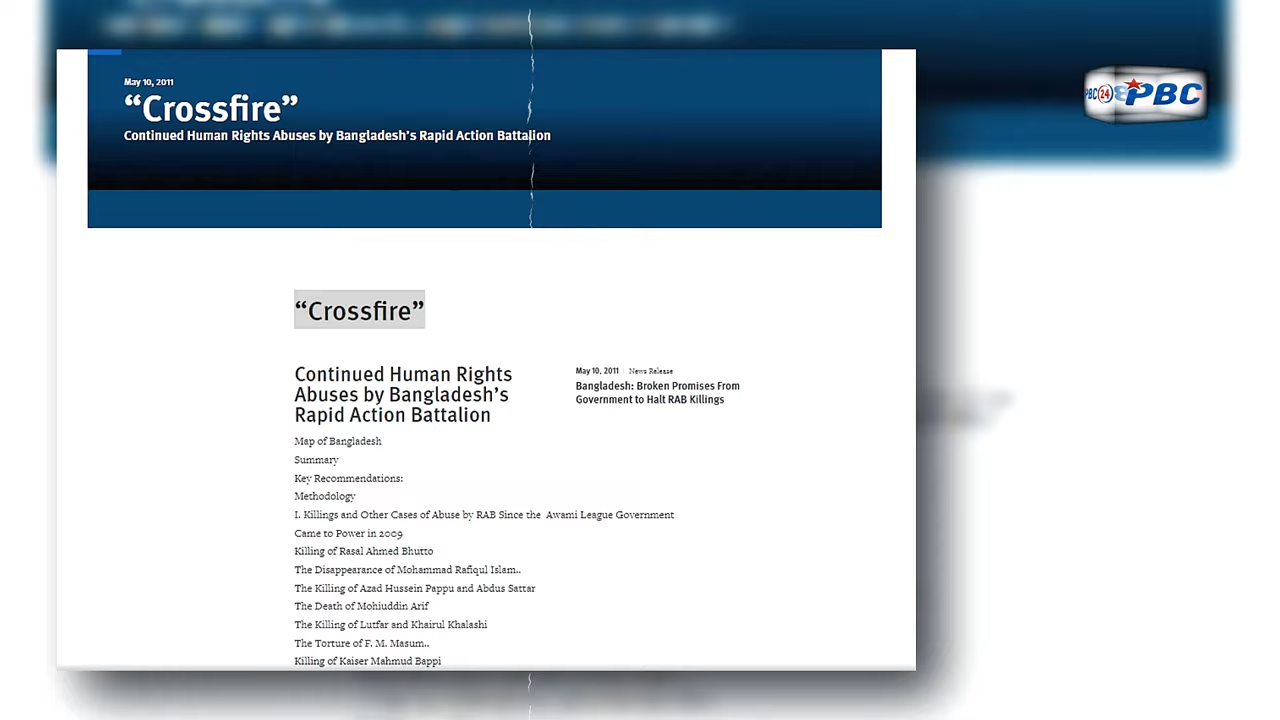 May 10, 2011
“Crossfire”
Continued Human Rights Abuses by Bangladesh’s Rapid Action Battalion
PBC 24
PBC
“Crossfire”
Continued Human Rights
Abuses by Bangladesh’s
Rapid Action Battalion
May 10, 2011 | News Release
Bangladesh: Broken Promises From
Government to Halt RAB Killings
Map of Bangladesh
Summary
Key Recommendations:
Methodology
I. Killings and Other Cases of Abuse by RAB Since the Awami League Government
Came to Power in 2009
Killing of Rasal Ahmed Bhutto
The Disappearance of Mohammad Rafiqul Islam..
The Killing of Azad Hussein Pappu and Abdus Sattar
The Death of Mohiuddin Arif
The Killing of Lutfar and Khairul Khalashi
The Torture of F. M. Masum..
Killing of Kaiser Mahmud Bappi